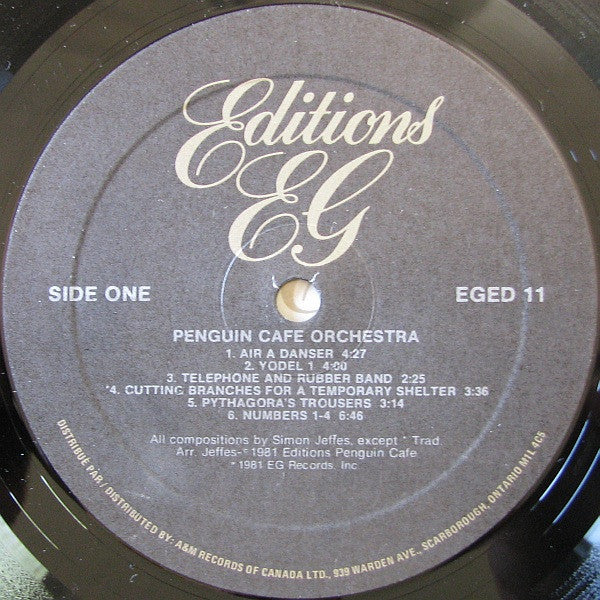 Editions
EG
SIDE ONE
EGED 11
PENGUIN CAFE ORCHESTRA
1. AIR A DANSER 4:27
2. YODEL 1 4:00
3. TELEPHONE AND RUBBER BAND 2:25
*4. CUTTING BRANCHES FOR A TEMPORARY SHELTER 3:36
5. PYTHAGORA'S TROUSERS 3:14
6. NUMBERS 1-4 6:46
All compositions by Simon Jeffes, except * Trad.
Arr. Jeffes-℗1981 Editions Penguin Cafe
℗1981 EG Records, Inc
DISTRIBUÉ PAR/DISTRIBUTED BY: A&M RECORDS OF CANADA LTD., 939 WARDEN AVE., SCARBOROUGH, ONTARIO M1L 4C5